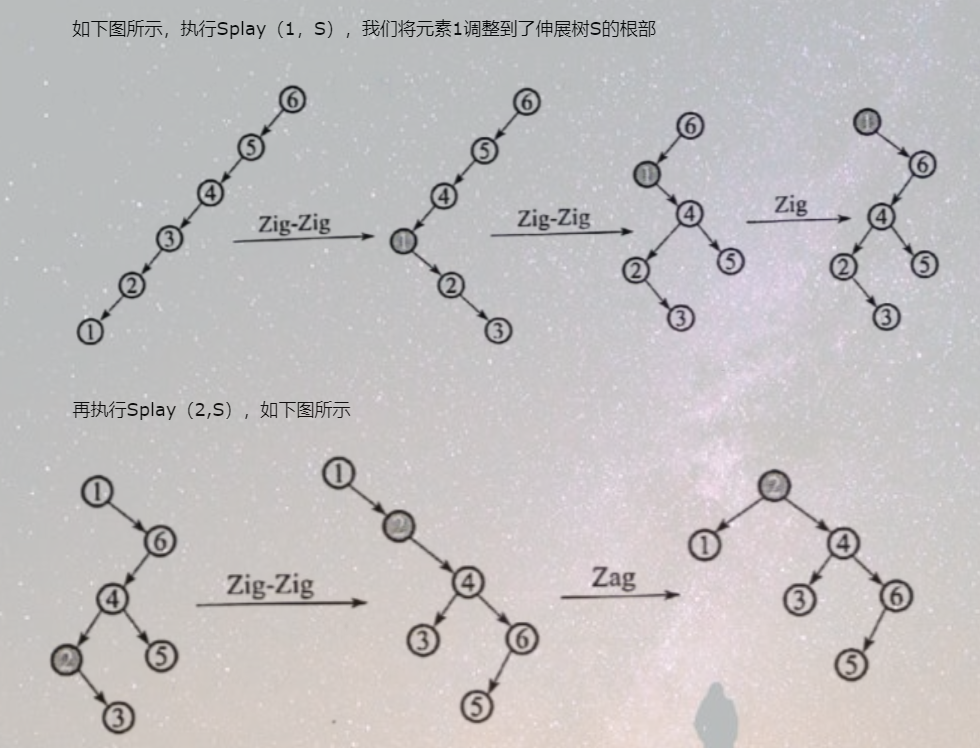 如下图所示，执行Splay（1，S），我们将元素1调整到了伸展树S的根部
6 6
5 5 6 1
4 4 1 6
3 Zig-Zig 1 Zig-Zig 4 Zig 4
2 2 2 5 2 5
1 3 3 3
再执行Splay（2,S），如下图所示
1 1 2
6 2 1 4
4 Zig-Zig 4 Zag 3 6
2 5 3 6 5
3 5